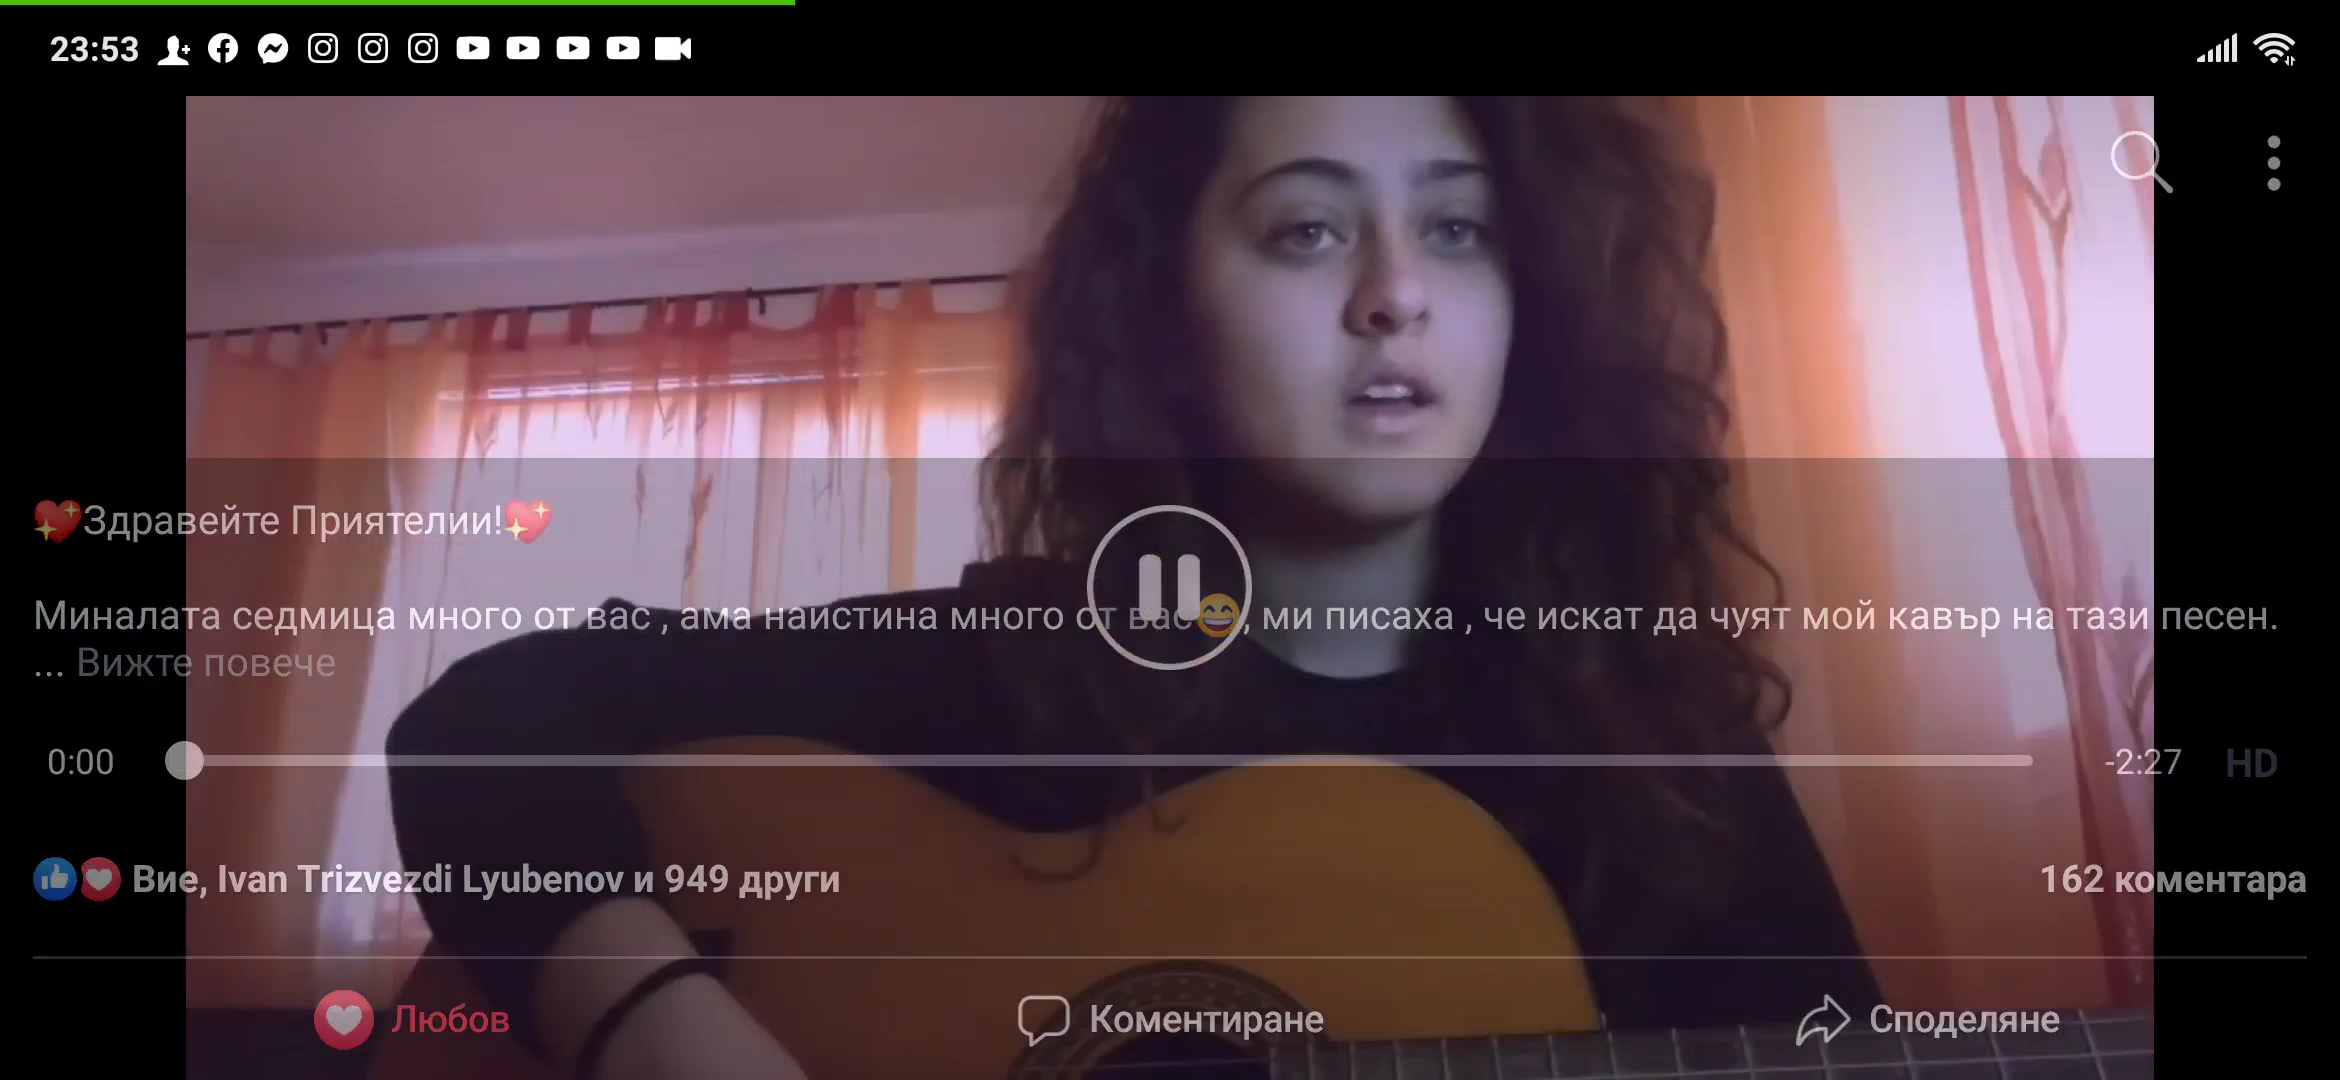 23:53
💖Здравейте Приятелии!💖
Миналата седмица много от вас , ама наистина много от вас😄, ми писаха , че искат да чуят мой кавър на тази песен.
... Вижте повече
0:00 -2:27 HD
Вие, Ivan Trizvezdi Lyubenov и 949 други 162 коментара
Любов Коментиране Споделяне